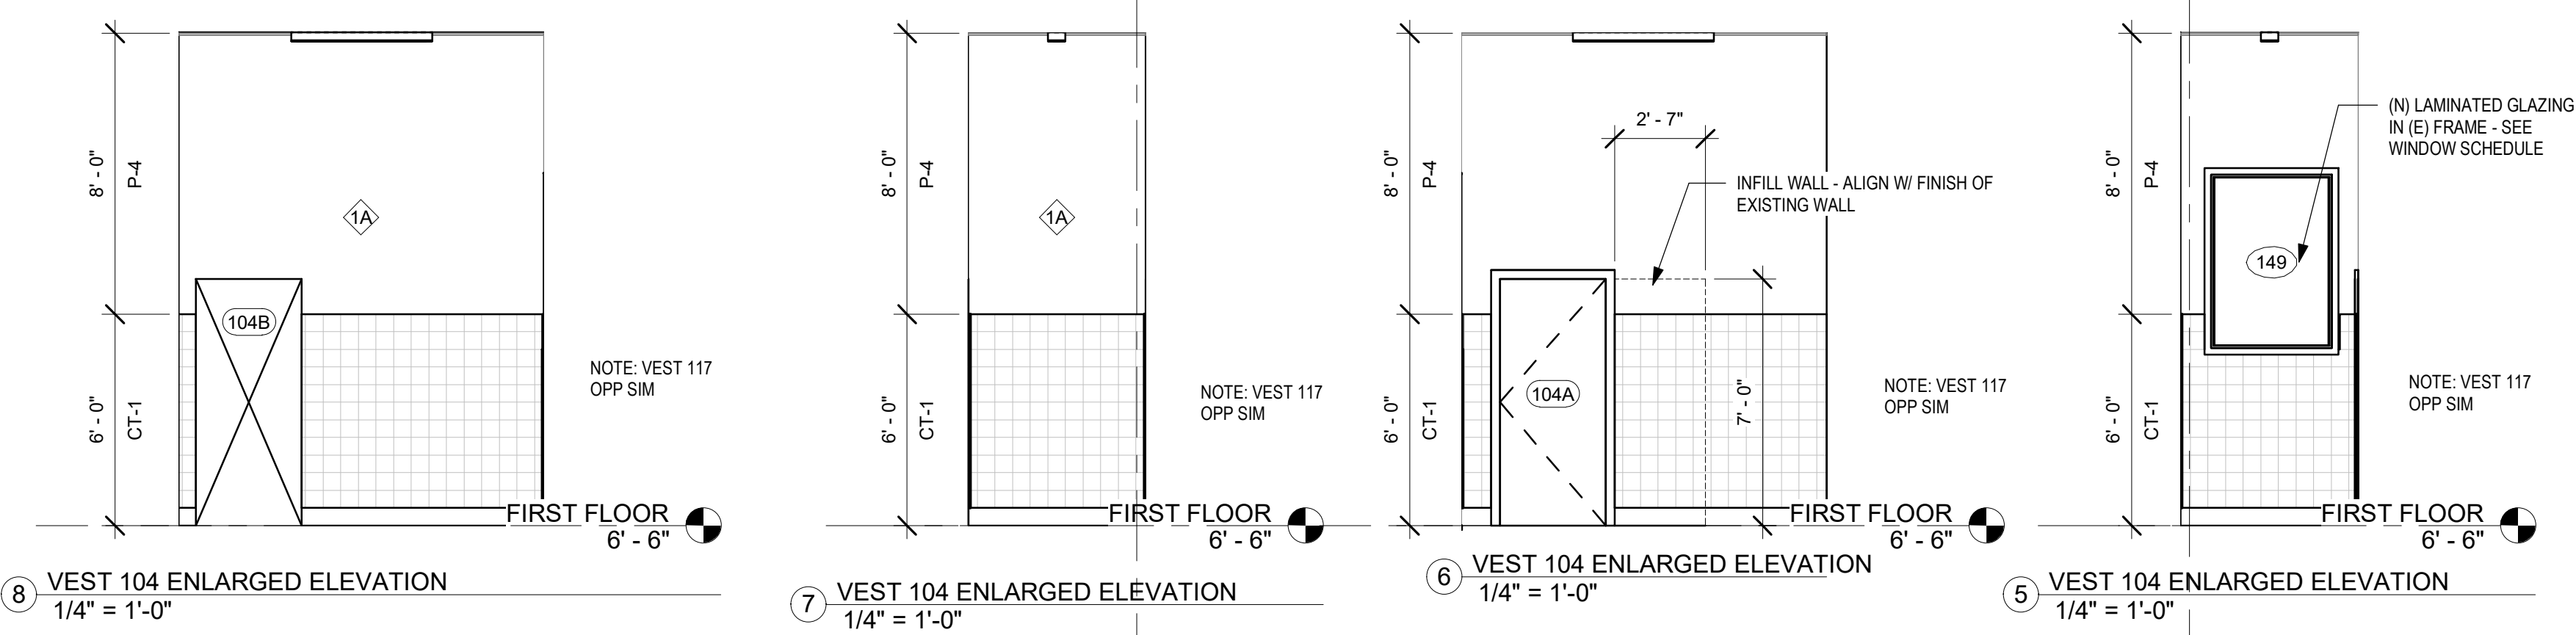 8' - 0"
P-4
1A
104B
6' - 0"
CT-1
NOTE: VEST 117
OPP SIM
FIRST FLOOR
6' - 6"
8
VEST 104 ENLARGED ELEVATION
1/4" = 1'-0"
8' - 0"
P-4
1A
6' - 0"
CT-1
NOTE: VEST 117
OPP SIM
FIRST FLOOR
6' - 6"
7
VEST 104 ENLARGED ELEVATION
1/4" = 1'-0"
2' - 7"
8' - 0"
P-4
INFILL WALL - ALIGN W/ FINISH OF
EXISTING WALL
104A
6' - 0"
CT-1
7' - 0"
NOTE: VEST 117
OPP SIM
FIRST FLOOR
6' - 6"
6
VEST 104 ENLARGED ELEVATION
1/4" = 1'-0"
(N) LAMINATED GLAZING
IN (E) FRAME - SEE
WINDOW SCHEDULE
8' - 0"
P-4
149
6' - 0"
CT-1
NOTE: VEST 117
OPP SIM
FIRST FLOOR
6' - 6"
5
VEST 104 ENLARGED ELEVATION
1/4" = 1'-0"